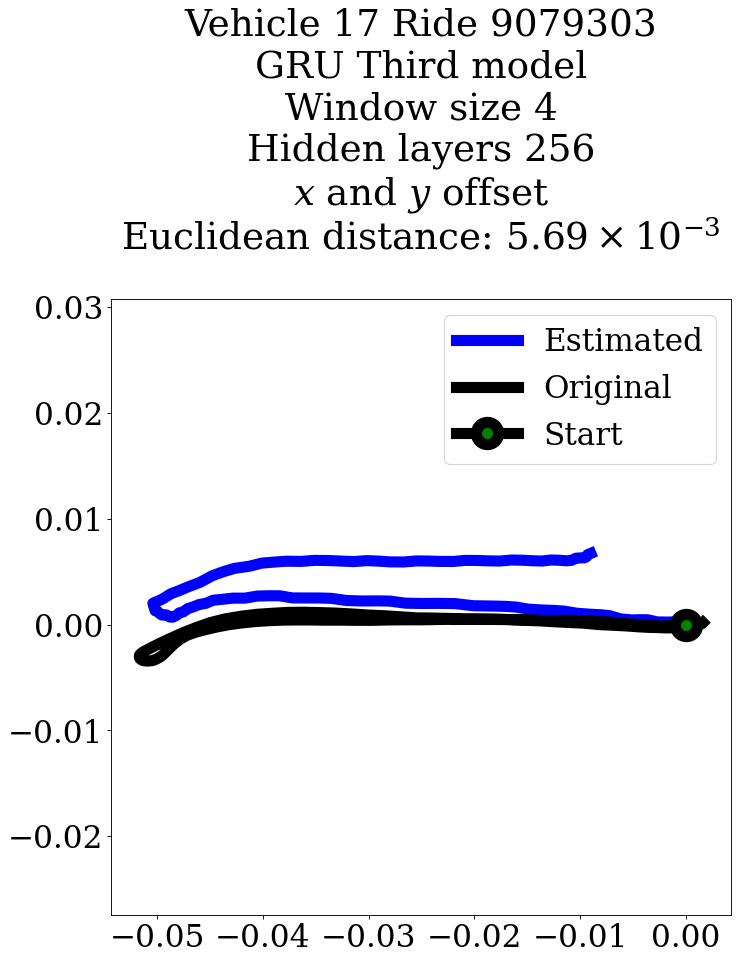 Vehicle 17 Ride 9079303
GRU Third model
Window size 4
Hidden layers 256
x and y offset
Euclidean distance: 5.69 × 10⁻³
Estimated
Original
Start
0.03
0.02
0.01
0.00
−0.01
−0.02
−0.05 −0.04 −0.03 −0.02 −0.01 0.00